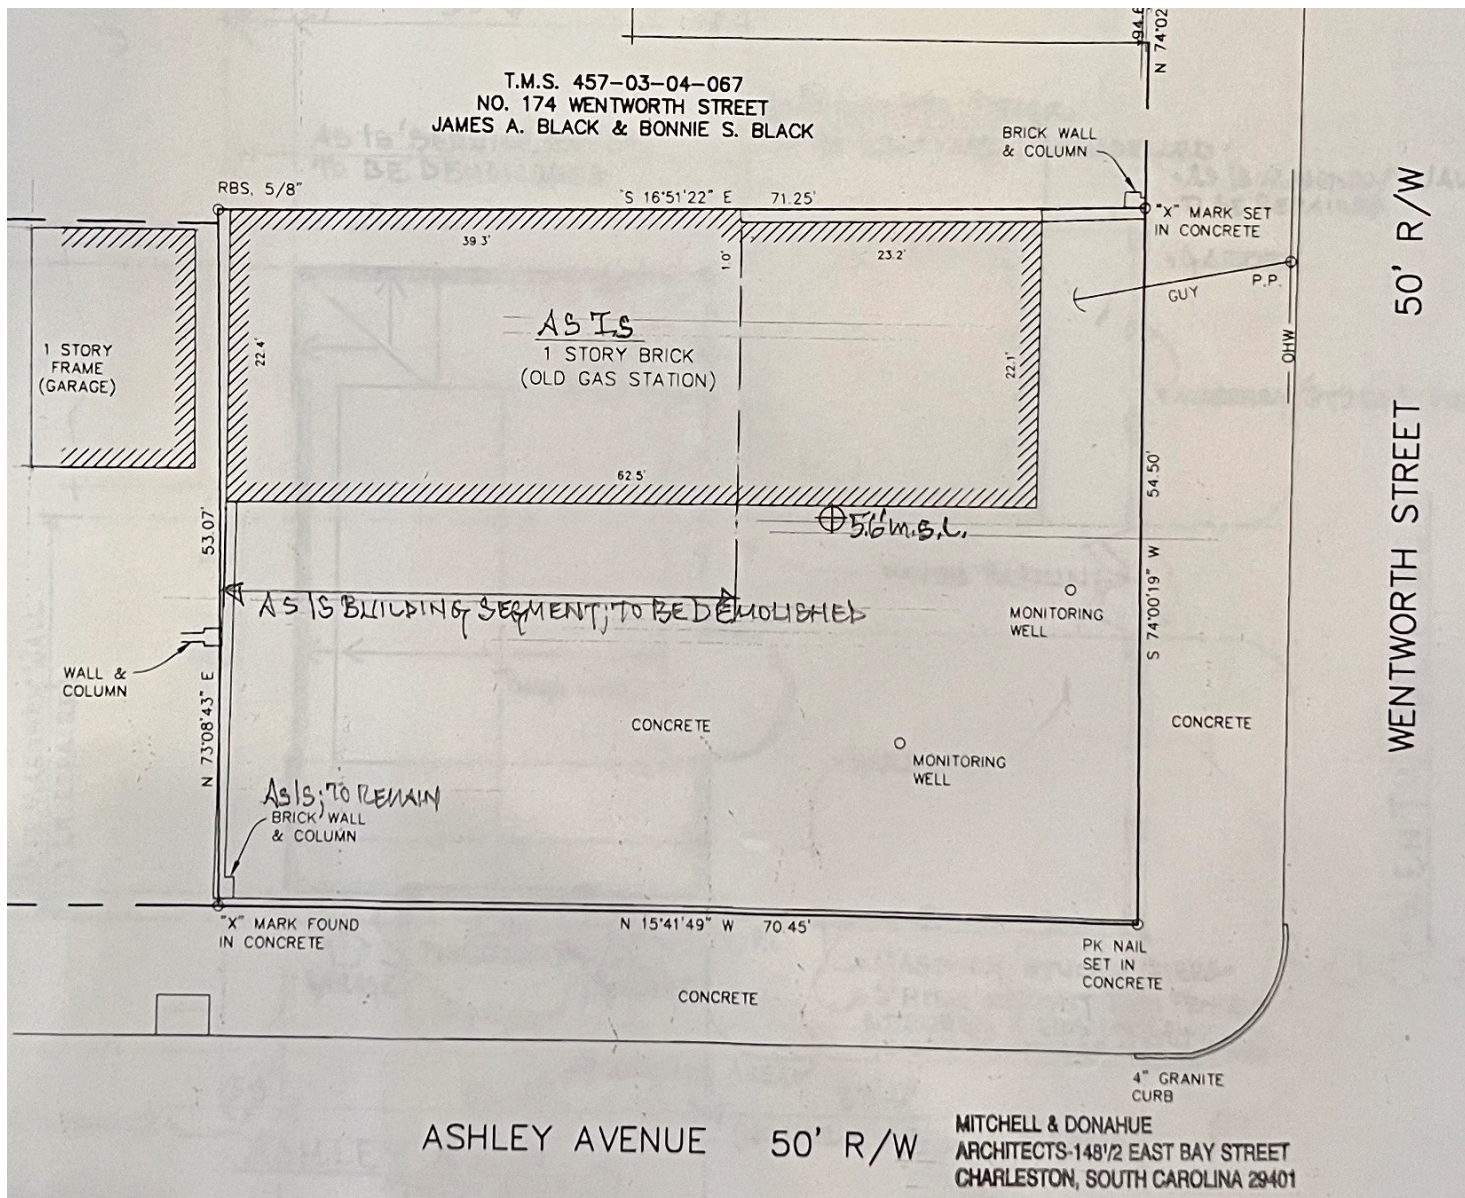 94.6
N 74°02
T.M.S. 457-03-04-067
NO. 174 WENTWORTH STREET
JAMES A. BLACK & BONNIE S. BLACK
BRICK WALL
& COLUMN
RBS, 5/8"
S 16°51'22" E 71.25'
"X" MARK SET
IN CONCRETE
39.3'
1.0'
23.2'
P.P.
GUY
OHW
WENTWORTH STREET 50' R/W
1 STORY
FRAME
(GARAGE)
22.4'
AS IS
1 STORY BRICK
(OLD GAS STATION)
22.1'
62.5'
54.50'
S 74°00'19" W
53.07'
N 73°08'43" E
5.6' m.s.l.
AS IS BUILDING SEGMENT; TO BE DEMOLISHED
MONITORING
WELL
WALL &
COLUMN
CONCRETE
CONCRETE
MONITORING
WELL
AS IS; TO REMAIN
BRICK WALL
& COLUMN
"X" MARK FOUND
IN CONCRETE
N 15°41'49" W 70.45'
PK NAIL
SET IN
CONCRETE
CONCRETE
4" GRANITE
CURB
ASHLEY AVENUE 50' R/W
MITCHELL & DONAHUE
ARCHITECTS-148 1/2 EAST BAY STREET
CHARLESTON, SOUTH CAROLINA 29401